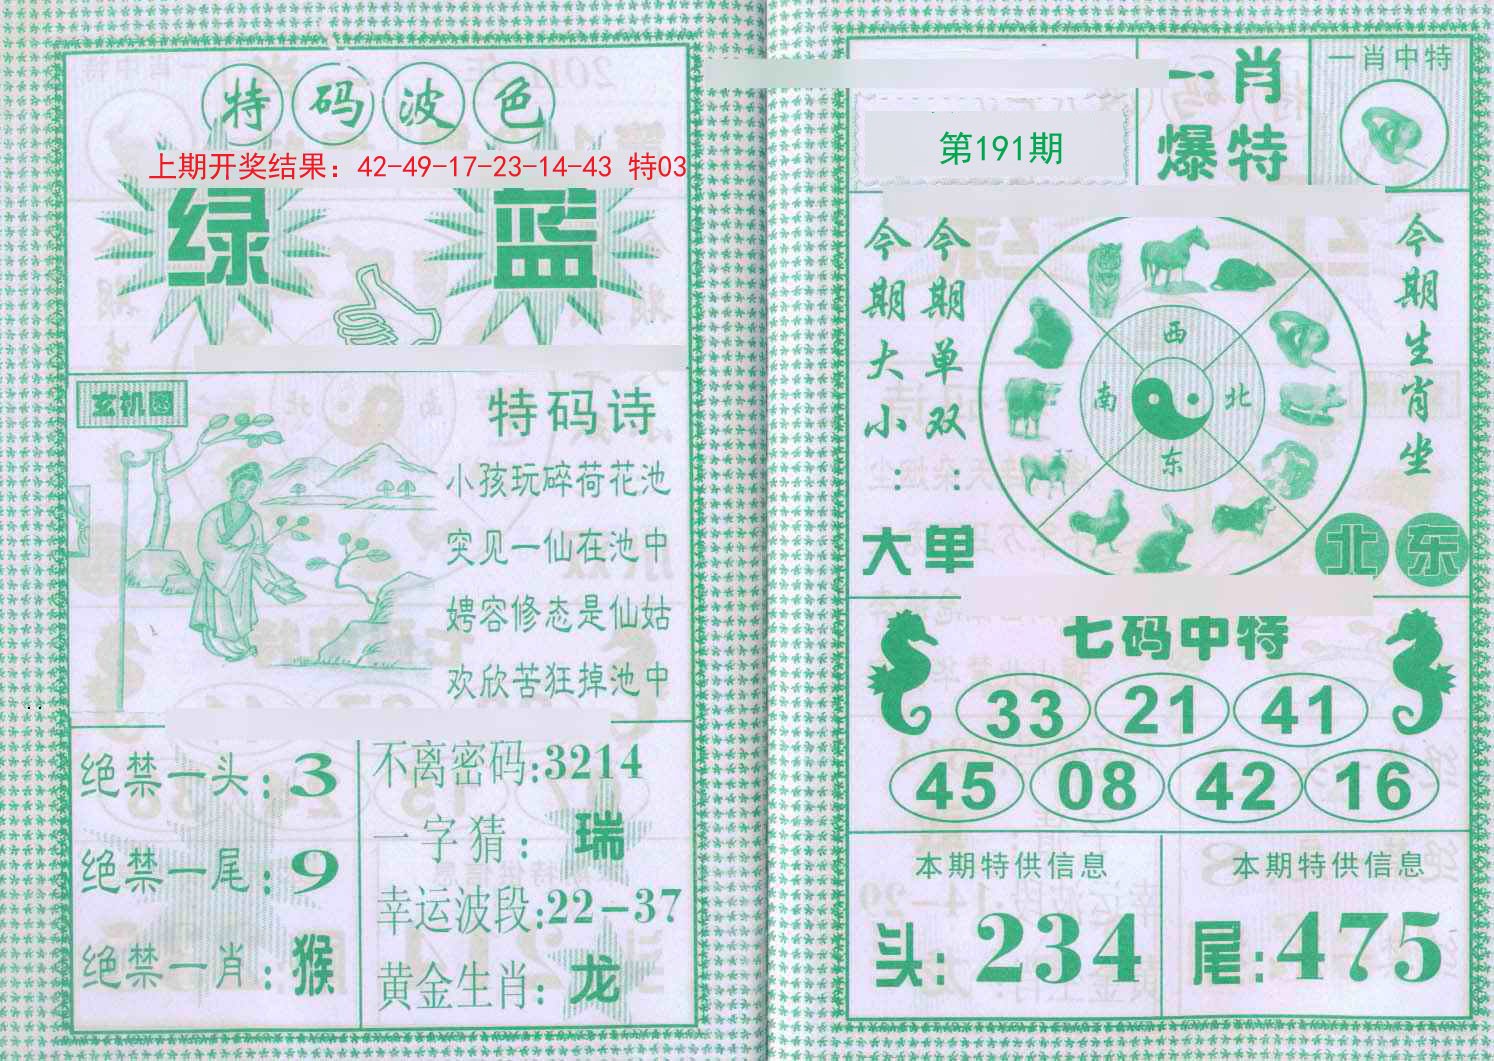 特码波色
上期开奖结果：42-49-17-23-14-43 特03
绿 蓝
玄机图
特码诗
小孩玩碎荷花池
突见一仙在池中
娉容修态是仙姑
欢欣苦狂掉池中
绝禁一头：3
绝禁一尾：9
绝禁一肖：猴
不离密码：3214
一字猜：瑞
幸运波段：22-37
黄金生肖：龙
第191期
一肖
爆特
一肖中特
今期大小：大
今期单双：单
西
南 北
东
今期生肖坐
北 东
七码中特
33 21 41
45 08 42 16
本期特供信息
头：234
本期特供信息
尾：475